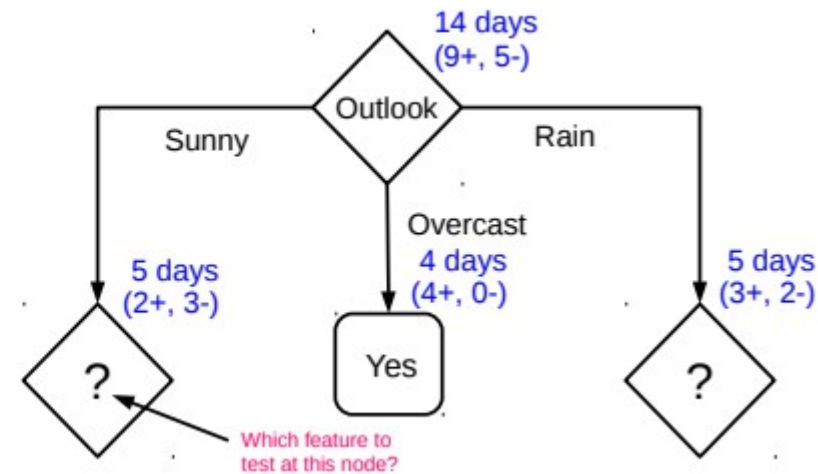 14 days
(9+, 5-)
Outlook
Sunny
Rain
Overcast
5 days
(2+, 3-)
4 days
(4+, 0-)
5 days
(3+, 2-)
?
Yes
?
Which feature to
test at this node?